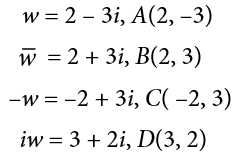 w = 2 – 3i, A(2, –3)
w̅ = 2 + 3i, B(2, 3)
–w = –2 + 3i, C( –2, 3)
iw = 3 + 2i, D(3, 2)